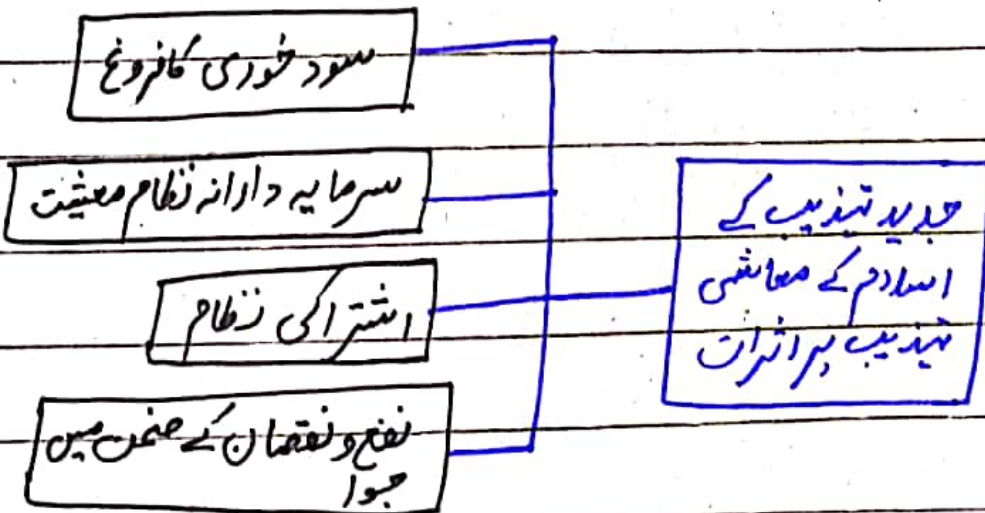 سود خوری کا فروغ
سرمایہ دارانہ نظام معیشت
جدید تہذیب کے
اسلام کے معاشی
تہذیب پر اثرات
اشتراکی نظام
نفع و نقصان کے ضمن میں
جوا